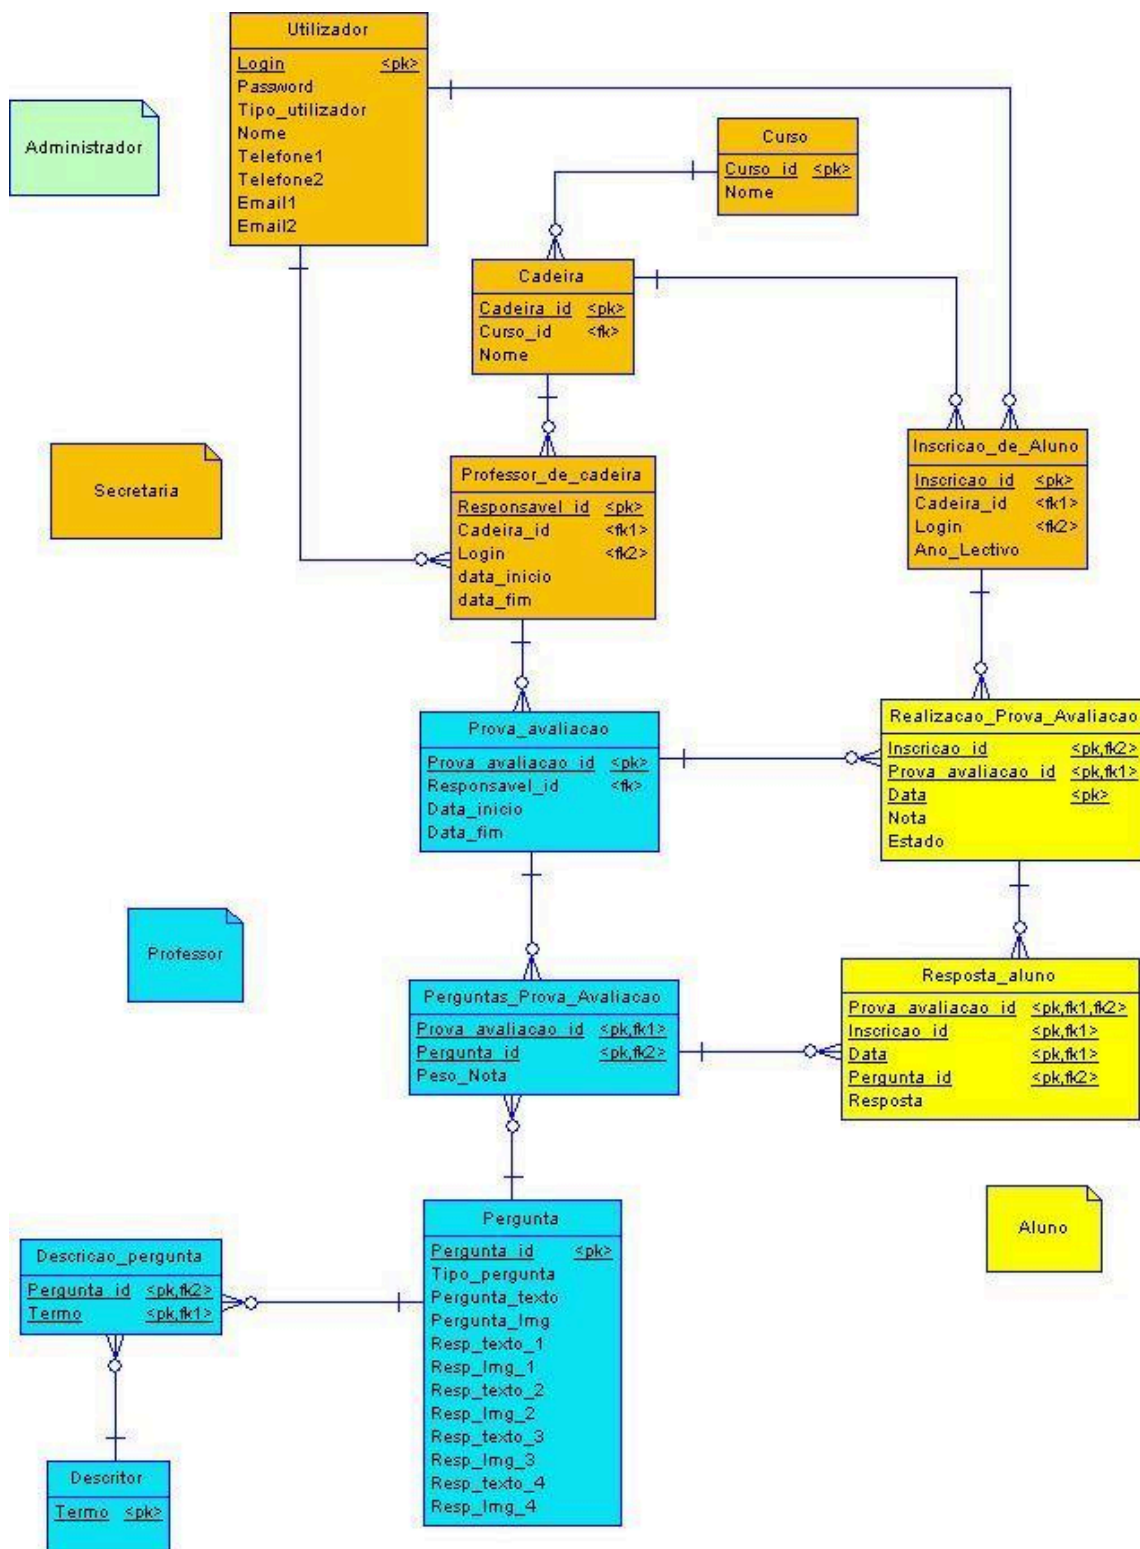 Utilizador
Login <pk>
Password
Tipo_utilizador
Nome
Telefone1
Telefone2
Email1
Email2
Administrador
Curso
Curso_id <pk>
Nome
Cadeira
Cadeira_id <pk>
Curso_id <fk>
Nome
Secretaria
Professor_de_cadeira
Responsavel_id <pk>
Cadeira_id <fk1>
Login <fk2>
data_inicio
data_fim
Inscricao_de_Aluno
Inscricao_id <pk>
Cadeira_id <fk1>
Login <fk2>
Ano_Lectivo
Prova_avaliacao
Prova_avaliacao_id <pk>
Responsavel_id <fk>
Data_inicio
Data_fim
Realizacao_Prova_Avaliacao
Inscricao_id <pk,fk2>
Prova_avaliacao_id <pk,fk1>
Data <pk>
Nota
Estado
Professor
Perguntas_Prova_Avaliacao
Prova_avaliacao_id <pk,fk1>
Pergunta_id <pk,fk2>
Peso_Nota
Resposta_aluno
Prova_avaliacao_id <pk,fk1,fk2>
Inscricao_id <pk,fk1>
Data <pk,fk1>
Pergunta_id <pk,fk2>
Resposta
Aluno
Pergunta
Pergunta_id <pk>
Tipo_pergunta
Pergunta_texto
Pergunta_Img
Resp_texto_1
Resp_Img_1
Resp_texto_2
Resp_Img_2
Resp_texto_3
Resp_Img_3
Resp_texto_4
Resp_Img_4
Descricao_pergunta
Pergunta_id <pk,fk2>
Termo <pk,fk1>
Descritor
Termo <pk>